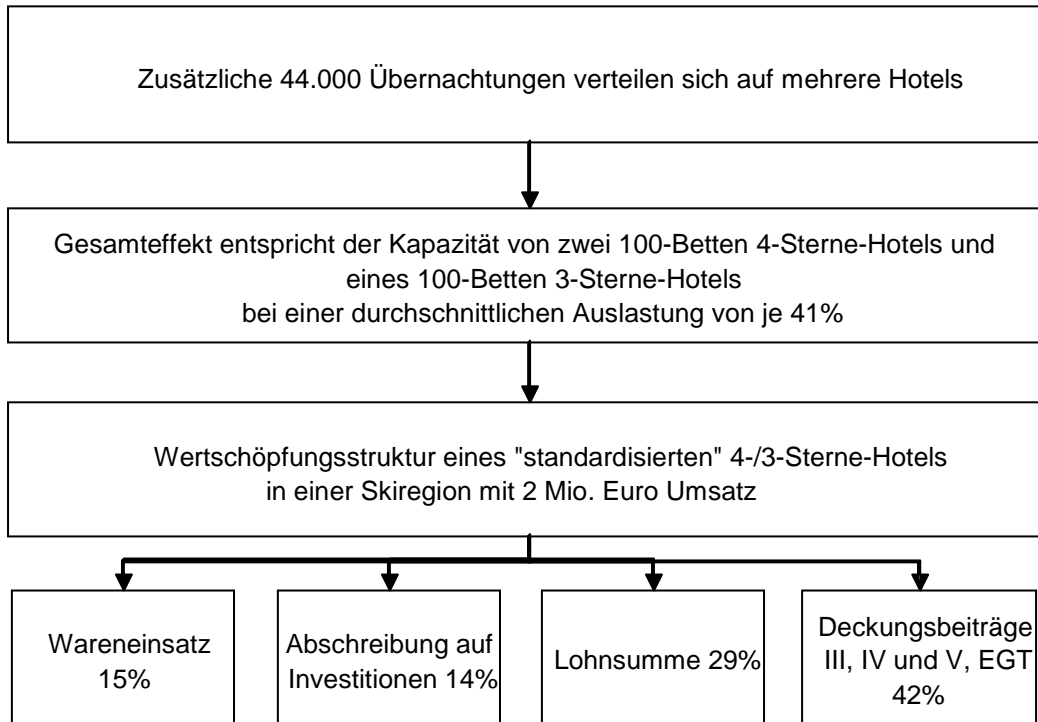 Zusätzliche 44.000 Übernachtungen verteilen sich auf mehrere Hotels
Gesamteffekt entspricht der Kapazität von zwei 100-Betten 4-Sterne-Hotels und
eines 100-Betten 3-Sterne-Hotels
bei einer durchschnittlichen Auslastung von je 41%
Wertschöpfungsstruktur eines "standardisierten" 4-/3-Sterne-Hotels
in einer Skiregion mit 2 Mio. Euro Umsatz
Wareneinsatz
15%
Abschreibung auf
Investitionen 14%
Lohnsumme 29%
Deckungsbeiträge
III, IV und V, EGT
42%